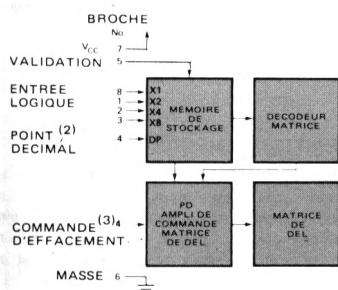 BROCHE
No
VCC 7
VALIDATION 5
ENTREE
LOGIQUE
8 X1
1 X2
2 X4
3 X8
POINT (2)
DECIMAL
4 DP
MEMOIRE
DE
STOCKAGE
DECODEUR
MATRICE
COMMANDE (3) 4
D'EFFACEMENT
PD
AMPLI DE
COMMANDE
MATRICE
DE DEL
MATRICE
DE
DEL
MASSE 6